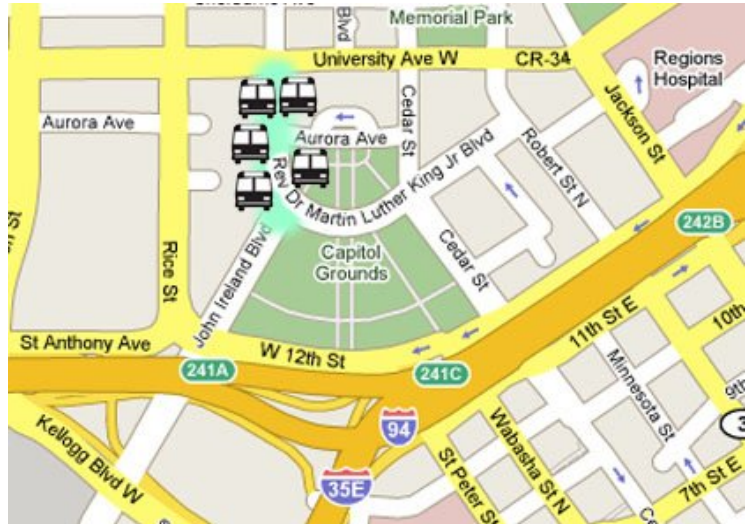 Memorial Park
Blvd
University Ave W
CR-34
Regions
Hospital
Aurora Ave
Aurora Ave
Cedar St
Jackson St
Robert St N
Rev Dr Martin Luther King Jr Blvd
Rice St
John Ireland Blvd
Capitol
Grounds
Cedar St
242B
11th St E
10th
St Anthony Ave
W 12th St
241A
241C
Minnesota St
9th
94
Kellogg Blvd W
35E
St Peter St
Wabasha St N
7th St E
3